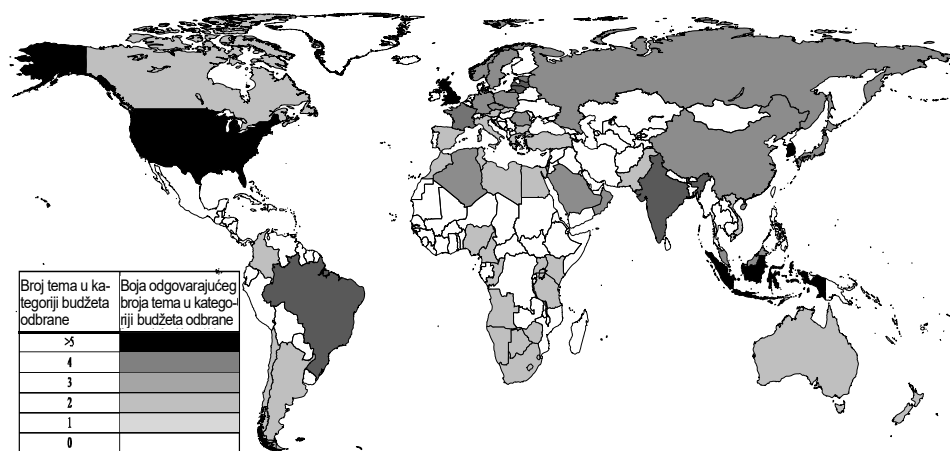 Broj tema u ka-
tegoriji budžeta
odbrane
Boja odgovarajućeg
broja tema u katego-
riji budžeta odbrane
>5
4
3
2
1
0